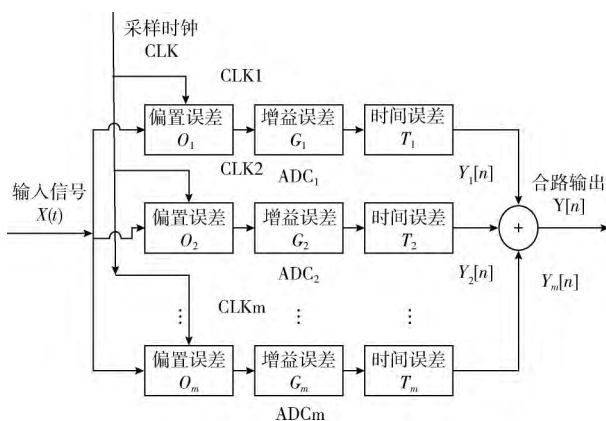 采样时钟
CLK
CLK1
偏置误差
O₁
增益误差
G₁
时间误差
T₁
CLK2
ADC₁
Y₁[n]
输入信号
X(t)
合路输出
Y[n]
偏置误差
O₂
增益误差
G₂
时间误差
T₂
+
ADC₂
Y₂[n]
Yₘ[n]
CLKm
⋮
⋮
⋮
偏置误差
Oₘ
增益误差
Gₘ
时间误差
Tₘ
ADCm